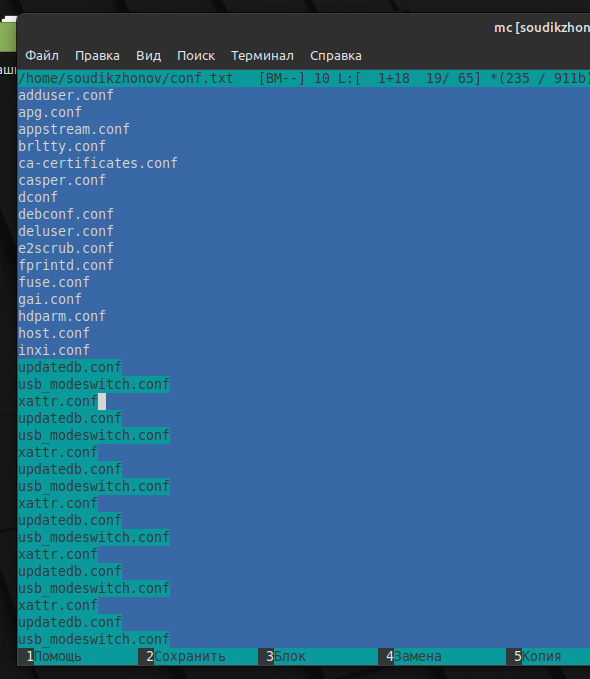 mc [soudikzhonov
Файл Правка Вид Поиск Терминал Справка
/home/soudikzhonov/conf.txt [BM--] 10 L:[ 1+18 19/ 65] *(235 / 911b)
adduser.conf
apg.conf
appstream.conf
brltty.conf
ca-certificates.conf
casper.conf
dconf
debconf.conf
deluser.conf
e2scrub.conf
fprintd.conf
fuse.conf
gai.conf
hdparm.conf
host.conf
inxi.conf
updatedb.conf
usb_modeswitch.conf
xattr.conf
updatedb.conf
usb_modeswitch.conf
xattr.conf
updatedb.conf
usb_modeswitch.conf
xattr.conf
updatedb.conf
usb_modeswitch.conf
xattr.conf
updatedb.conf
usb_modeswitch.conf
xattr.conf
updatedb.conf
usb_modeswitch.conf
1Помощь 2Сохранить 3Блок 4Замена 5Копия